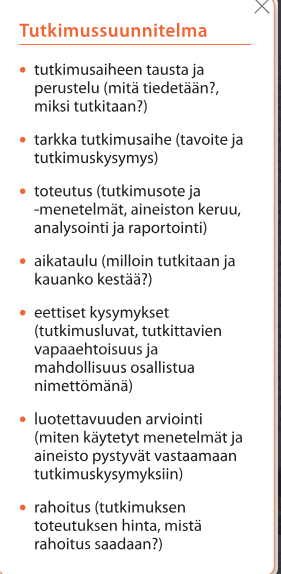 Tutkimussuunnitelma
• tutkimusaiheen tausta ja
perustelu (mitä tiedetään?,
miksi tutkitaan?)
• tarkka tutkimusaihe (tavoite ja
tutkimuskysymys)
• toteutus (tutkimusote ja
-menetelmät, aineiston keruu,
analysointi ja raportointi)
• aikataulu (milloin tutkitaan ja
kauanko kestää?)
• eettiset kysymykset
(tutkimusluvat, tutkittavien
vapaaehtoisuus ja
mahdollisuus osallistua
nimettömänä)
• luotettavuuden arviointi
(miten käytetyt menetelmät ja
aineisto pystyvät vastaamaan
tutkimuskysymyksiin)
• rahoitus (tutkimuksen
toteutuksen hinta, mistä
rahoitus saadaan?)